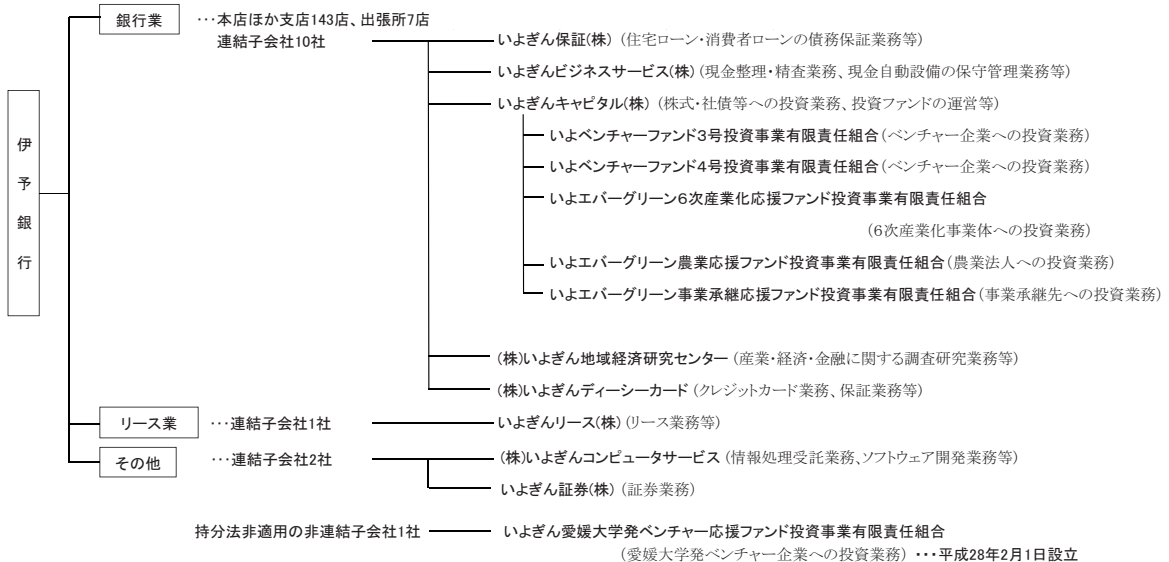 伊予銀行
銀行業 ･･･本店ほか支店143店、出張所7店
連結子会社10社
いよぎん保証(株) (住宅ローン・消費者ローンの債務保証業務等)
いよぎんビジネスサービス(株) (現金整理・精査業務、現金自動設備の保守管理業務等)
いよぎんキャピタル(株) (株式・社債等への投資業務、投資ファンドの運営等)
いよベンチャーファンド3号投資事業有限責任組合(ベンチャー企業への投資業務)
いよベンチャーファンド4号投資事業有限責任組合(ベンチャー企業への投資業務)
いよエバーグリーン6次産業化応援ファンド投資事業有限責任組合
(6次産業化事業体への投資業務)
いよエバーグリーン農業応援ファンド投資事業有限責任組合(農業法人への投資業務)
いよエバーグリーン事業承継応援ファンド投資事業有限責任組合(事業承継先への投資業務)
(株)いよぎん地域経済研究センター (産業・経済・金融に関する調査研究業務等)
(株)いよぎんディーシーカード (クレジットカード業務、保証業務等)
リース業 ･･･連結子会社1社 いよぎんリース(株) (リース業務等)
その他 ･･･連結子会社2社 (株)いよぎんコンピュータサービス (情報処理受託業務、ソフトウェア開発業務等)
いよぎん証券(株) (証券業務)
持分法非適用の非連結子会社1社 いよぎん愛媛大学発ベンチャー応援ファンド投資事業有限責任組合
(愛媛大学発ベンチャー企業への投資業務) ･･･平成28年2月1日設立